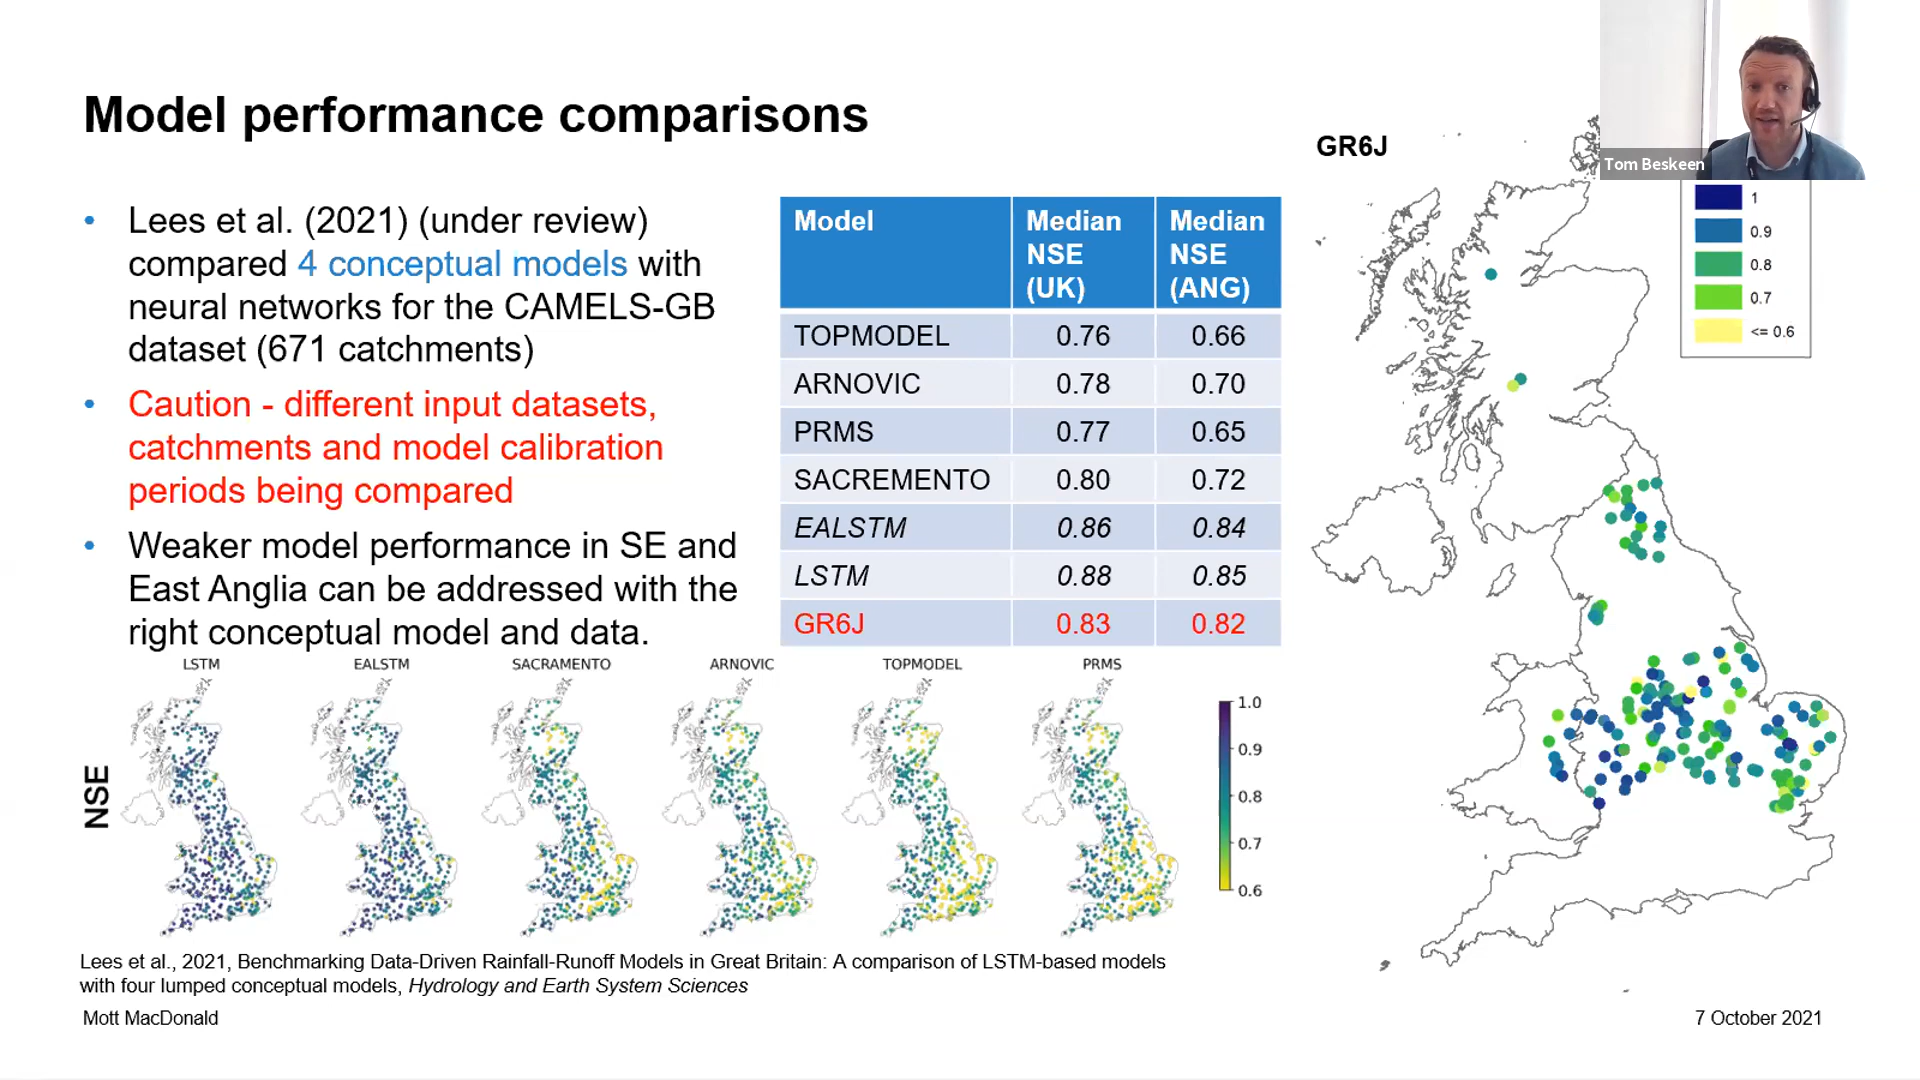 Model performance comparisons
GR6J
Tom Beskeen
1
0.9
0.8
0.7
<= 0.6
• Lees et al. (2021) (under review)
compared 4 conceptual models with
neural networks for the CAMELS-GB
dataset (671 catchments)
• Caution - different input datasets,
catchments and model calibration
periods being compared
• Weaker model performance in SE and
East Anglia can be addressed with the
right conceptual model and data.
Model Median NSE (UK) Median NSE (ANG)
TOPMODEL 0.76 0.66
ARNOVIC 0.78 0.70
PRMS 0.77 0.65
SACREMENTO 0.80 0.72
EALSTM 0.86 0.84
LSTM 0.88 0.85
GR6J 0.83 0.82
LSTM EALSTM SACRAMENTO ARNOVIC TOPMODEL PRMS
NSE
1.0
0.9
0.8
0.7
0.6
Lees et al., 2021, Benchmarking Data-Driven Rainfall-Runoff Models in Great Britain: A comparison of LSTM-based models
with four lumped conceptual models, Hydrology and Earth System Sciences
Mott MacDonald
7 October 2021